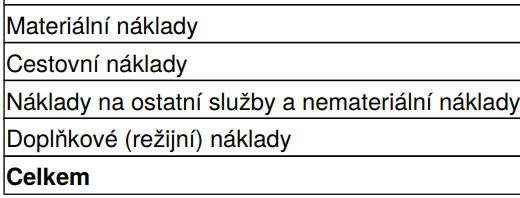 Materiální náklady
Cestovní náklady
Náklady na ostatní služby a nemateriální náklady
Doplňkové (režijní) náklady
Celkem